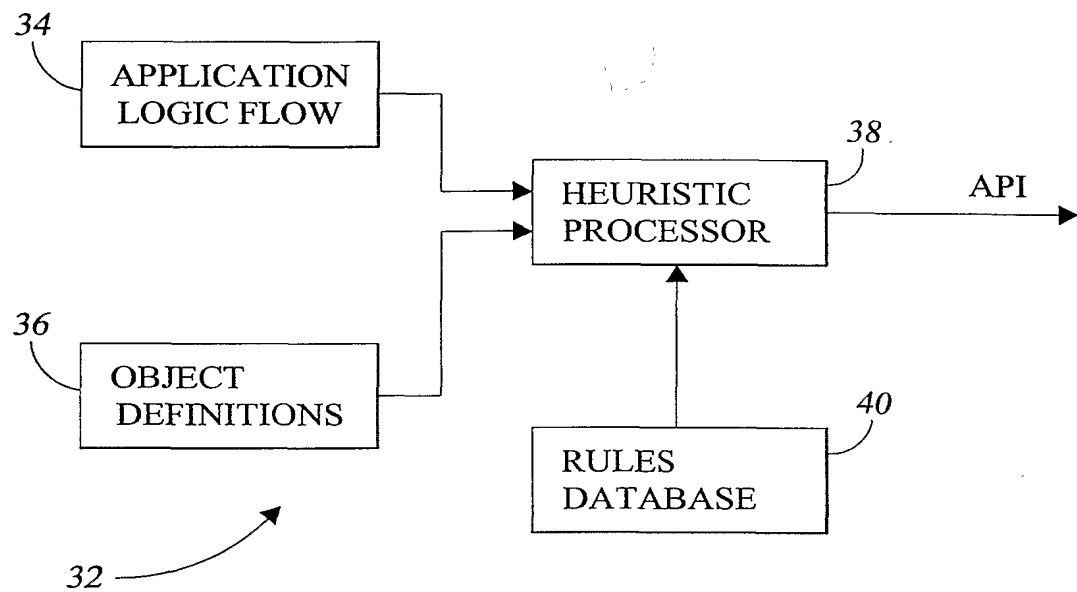 34
APPLICATION
LOGIC FLOW
38
HEURISTIC
PROCESSOR
API
36
OBJECT
DEFINITIONS
40
RULES
DATABASE
32